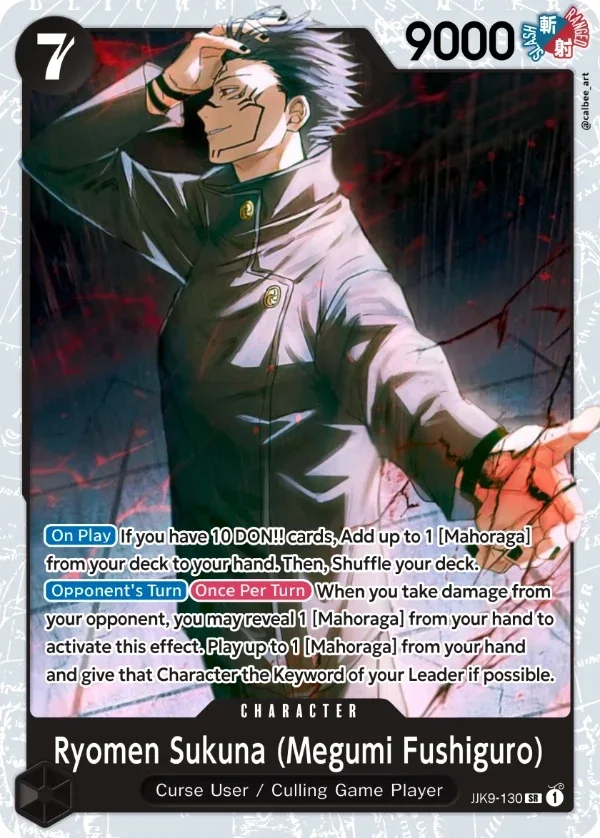 7
9000
斬 SLASH
射 RANGED
@calbee_art
On Play If you have 10 DON!! cards, Add up to 1 [Mahoraga]
from your deck to your hand. Then, Shuffle your deck.
Opponent's Turn Once Per Turn When you take damage from
your opponent, you may reveal 1 [Mahoraga] from your hand to
activate this effect. Play up to 1 [Mahoraga] from your hand
and give that Character the Keyword of your Leader if possible.
CHARACTER
Ryomen Sukuna (Megumi Fushiguro)
Curse User / Culling Game Player
JJK9-130 SR 1